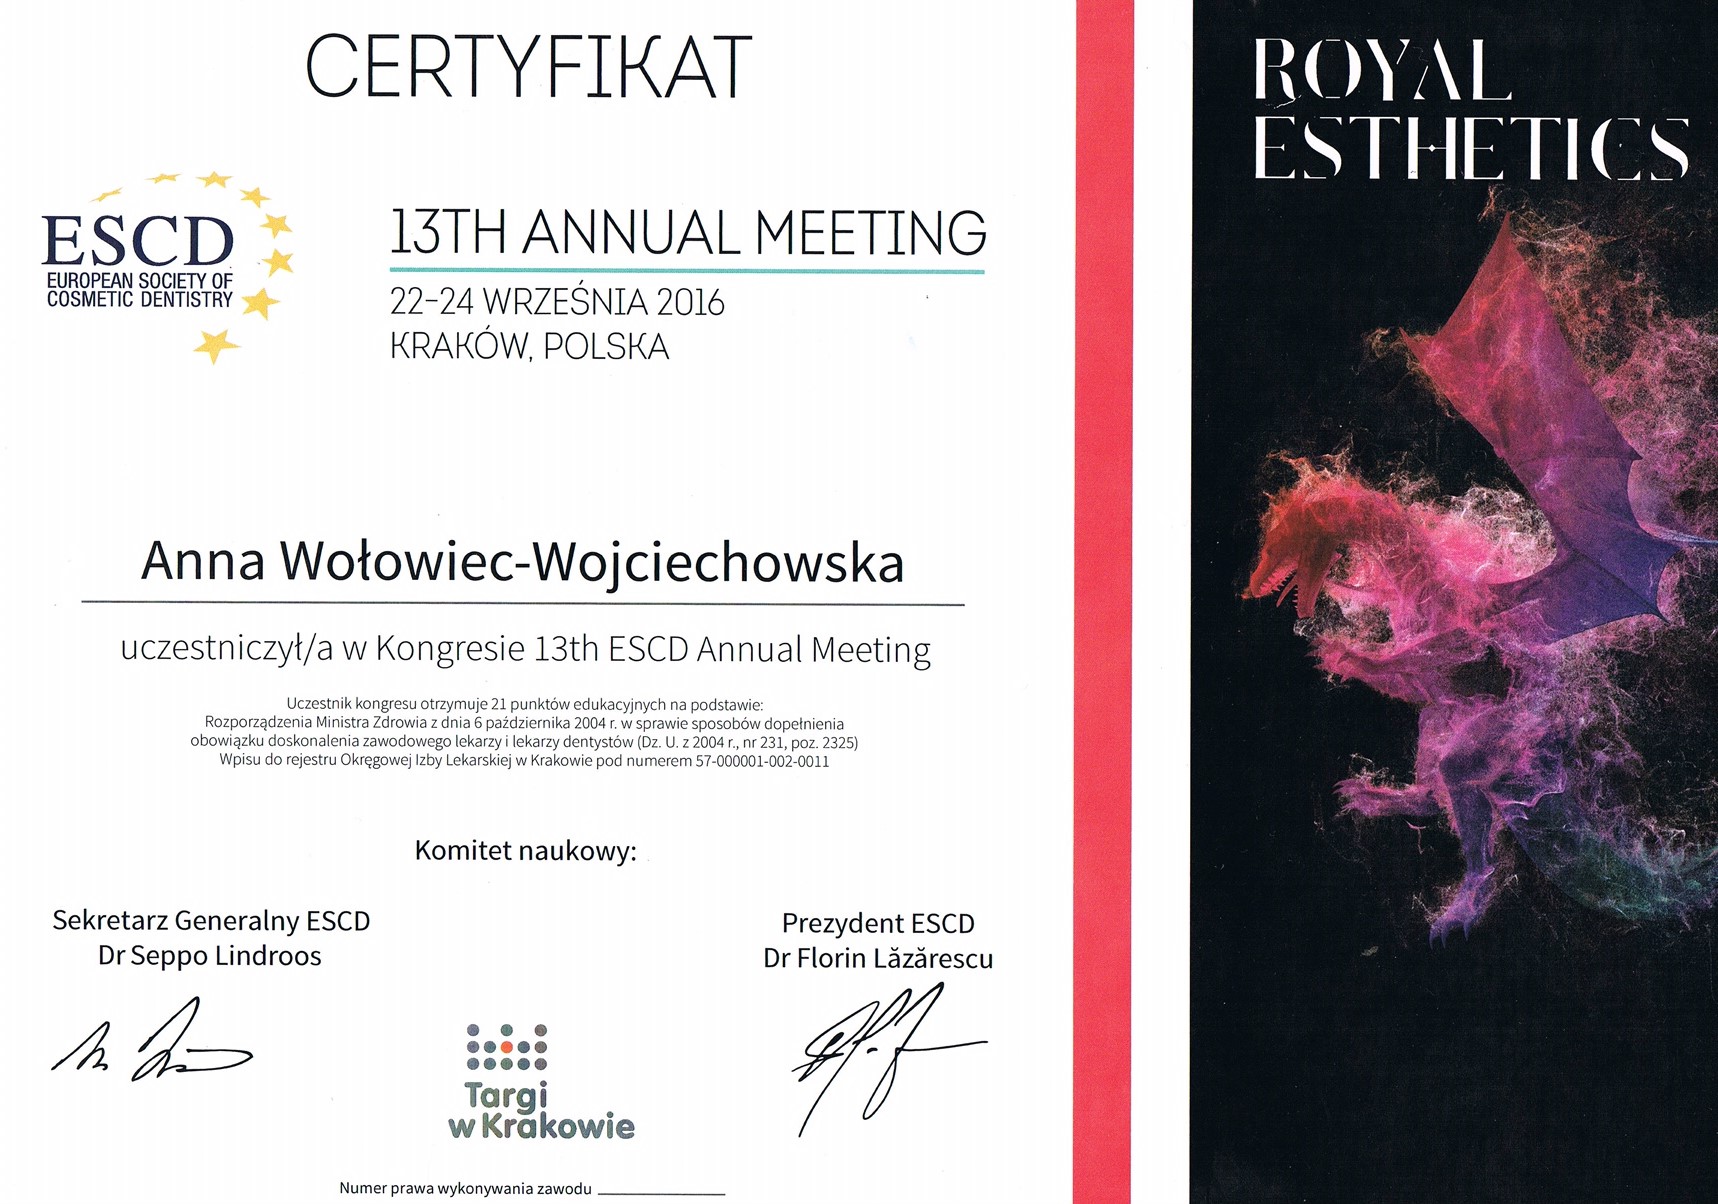 CERTYFIKAT
ROYAL
ESTHETICS
ESCD
EUROPEAN SOCIETY OF
COSMETIC DENTISTRY
13TH ANNUAL MEETING
22-24 WRZEŚNIA 2016
KRAKÓW, POLSKA
Anna Wołowiec-Wojciechowska
uczestniczył/a w Kongresie 13th ESCD Annual Meeting
Uczestnik kongresu otrzymuje 21 punktów edukacyjnych na podstawie:
Rozporządzenia Ministra Zdrowia z dnia 6 października 2004 r. w sprawie sposobów dopełnienia
obowiązku doskonalenia zawodowego lekarzy i lekarzy dentystów (Dz. U. z 2004 r., nr 231, poz. 2325)
Wpisu do rejestru Okręgowej Izby Lekarskiej w Krakowie pod numerem 57-000001-002-0011
Komitet naukowy:
Sekretarz Generalny ESCD
Dr Seppo Lindroos
Prezydent ESCD
Dr Florin Lăzărescu
Targi
w Krakowie
Numer prawa wykonywania zawodu